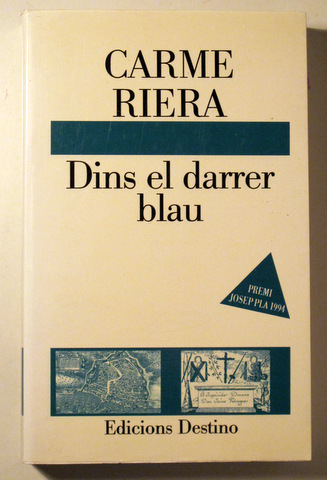 CARME
RIERA
Dins el darrer
blau
PREMI
JOSEP PLA 1994
Edicions Destino